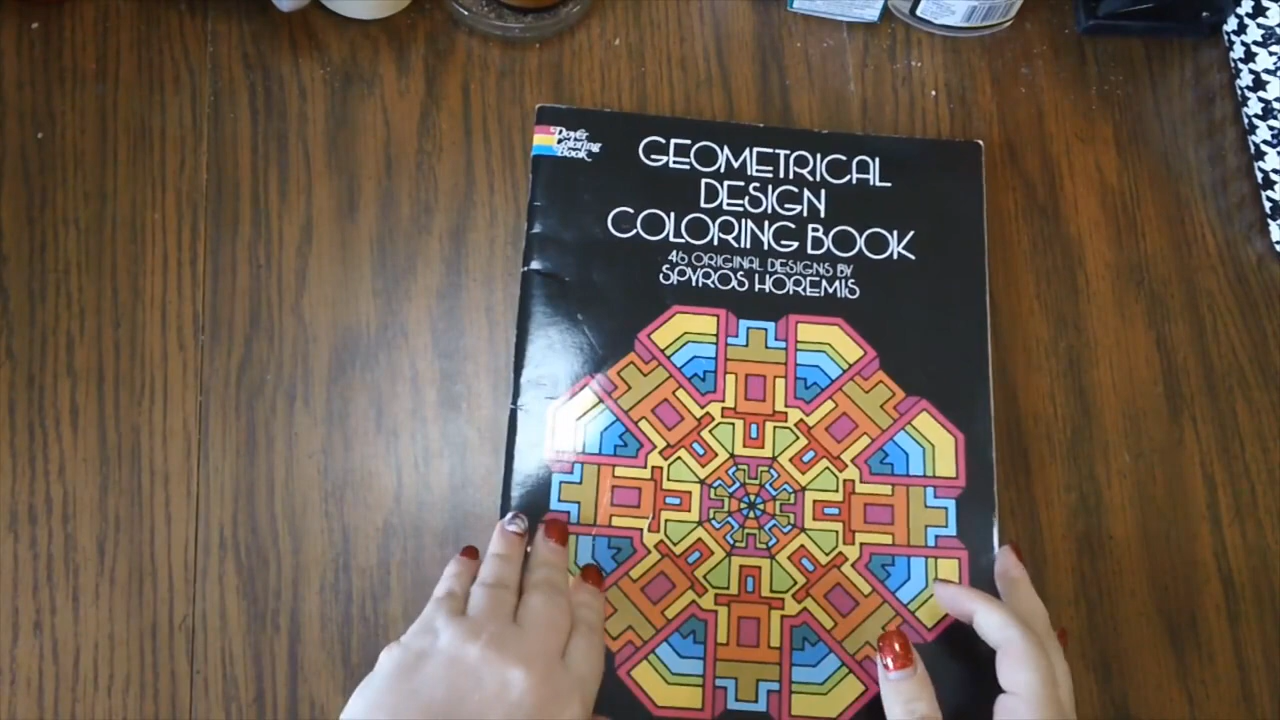 Dover
Coloring
Book
GEOMETRICAL
DESIGN
COLORING BOOK
46 ORIGINAL DESIGNS BY
SPYROS HOREMIS